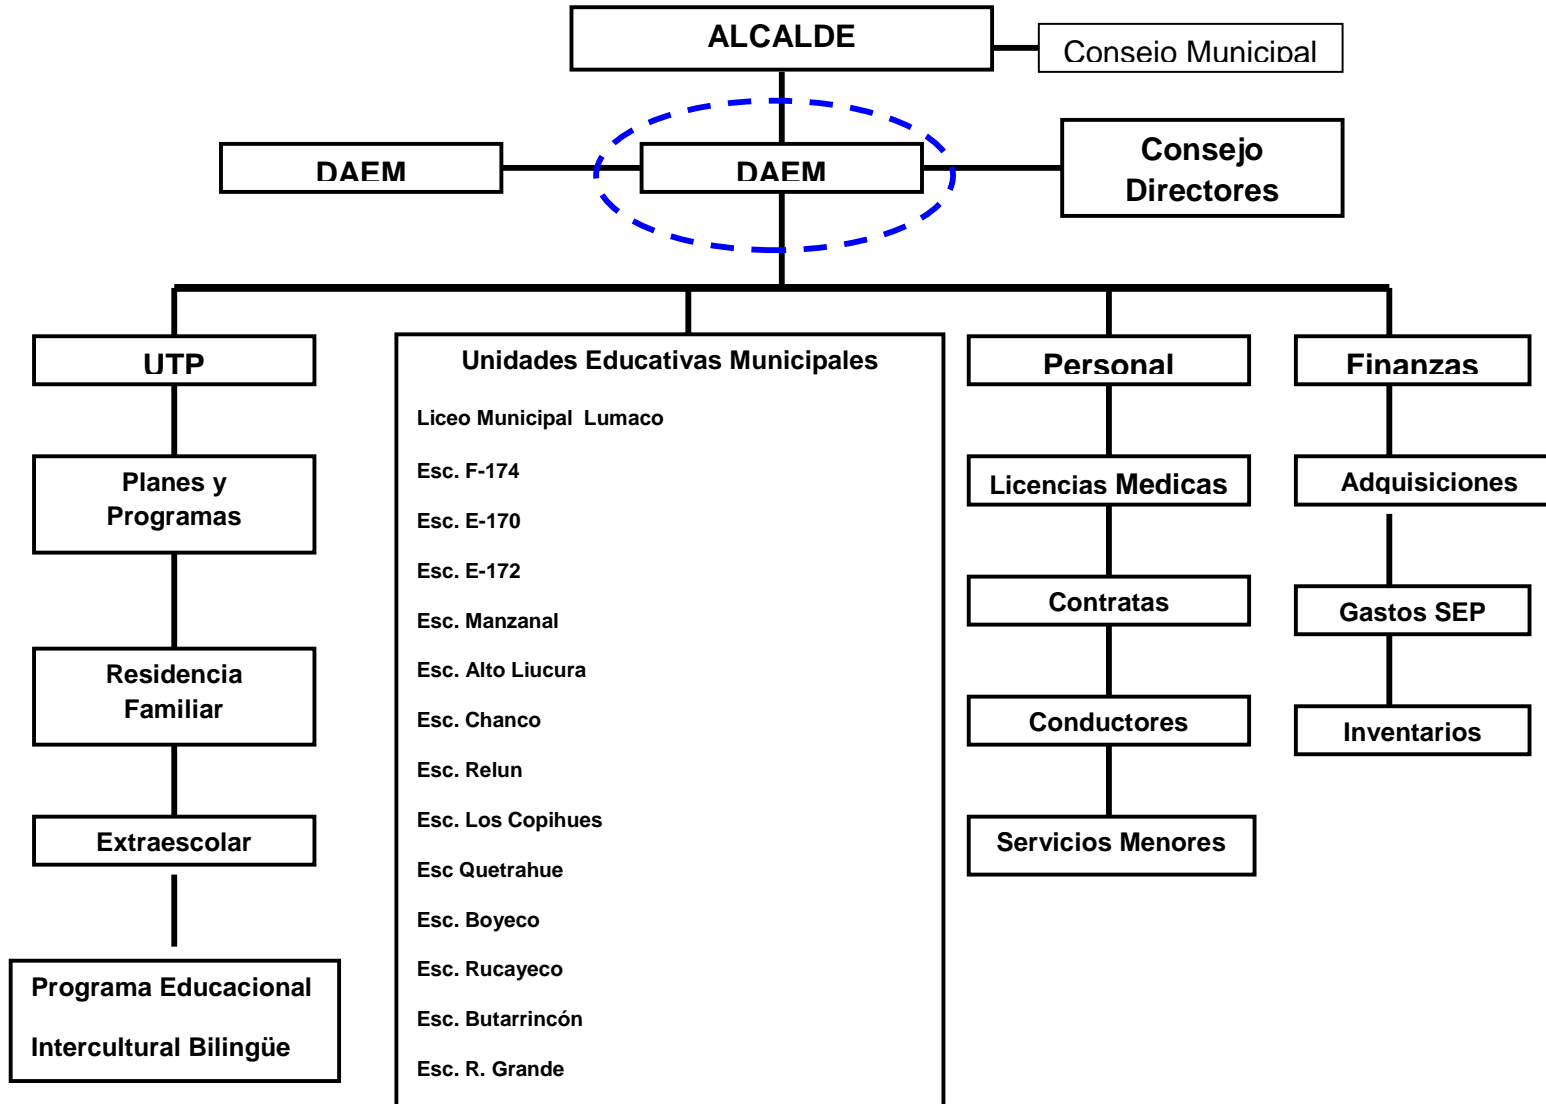 ALCALDE
Consejo Municipal
DAEM
DAEM
Consejo
Directores
UTP
Planes y
Programas
Residencia
Familiar
Extraescolar
Programa Educacional
Intercultural Bilingüe
Unidades Educativas Municipales
Liceo Municipal Lumaco
Esc. F-174
Esc. E-170
Esc. E-172
Esc. Manzanal
Esc. Alto Liucura
Esc. Chanco
Esc. Relun
Esc. Los Copihues
Esc Quetrahue
Esc. Boyeco
Esc. Rucayeco
Esc. Butarrincón
Esc. R. Grande
Personal
Licencias Medicas
Contratas
Conductores
Servicios Menores
Finanzas
Adquisiciones
Gastos SEP
Inventarios